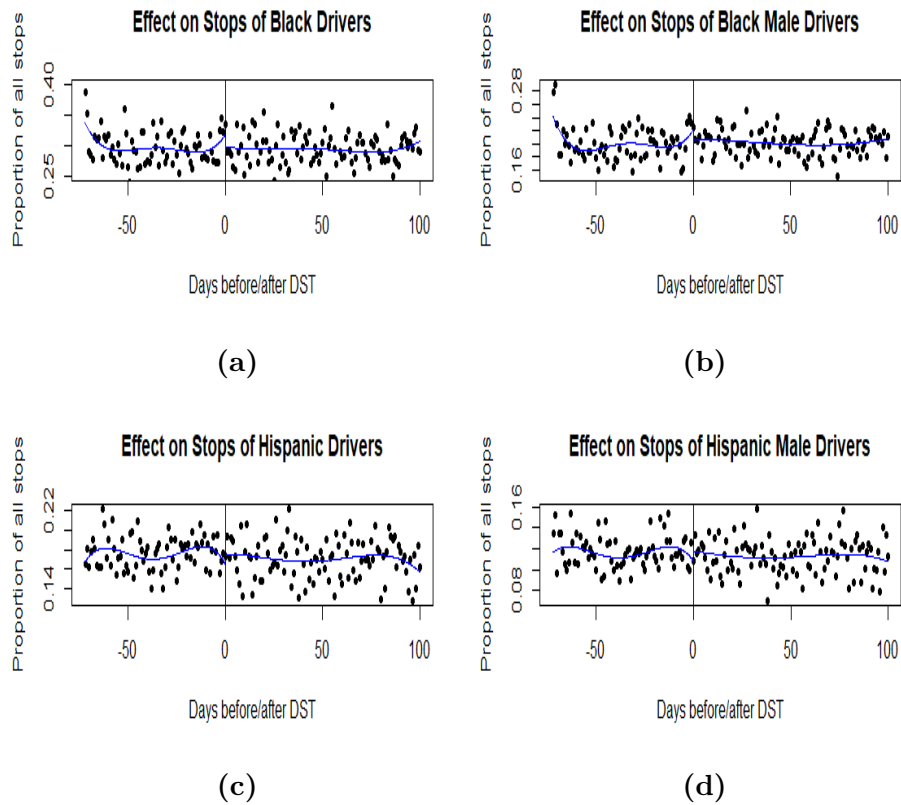 Effect on Stops of Black Drivers
Proportion of all stops
0.40
0.25
-50 0 50 100
Days before/after DST
(a)
Effect on Stops of Black Male Drivers
Proportion of all stops
0.28
0.16
-50 0 50 100
Days before/after DST
(b)
Effect on Stops of Hispanic Drivers
Proportion of all stops
0.22
0.14
-50 0 50 100
Days before/after DST
(c)
Effect on Stops of Hispanic Male Drivers
Proportion of all stops
0.16
0.08
-50 0 50 100
Days before/after DST
(d)